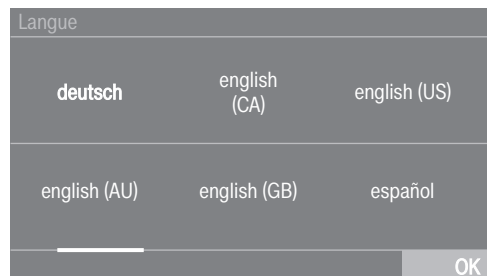 Langue
deutsch
english
(CA)
english (US)
english (AU)
english (GB)
español
OK